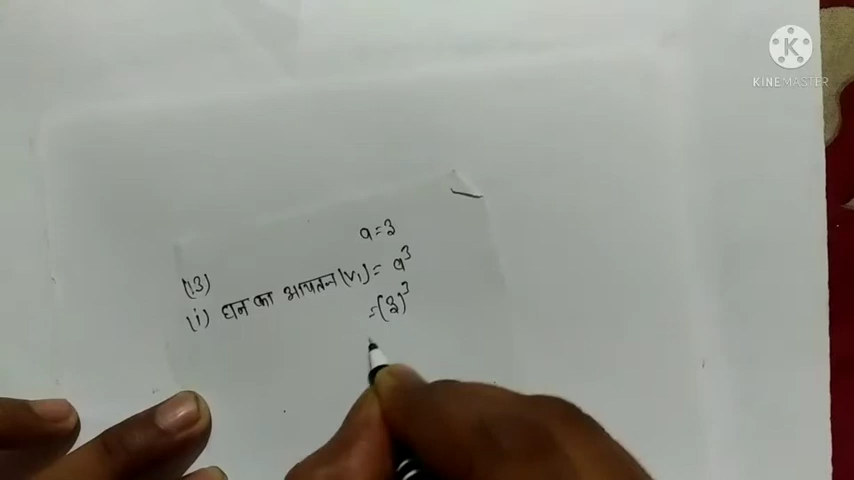 KINEMASTER
a=3
(13)
(i) घन का आयतन (V₁) = a³
=(3)³